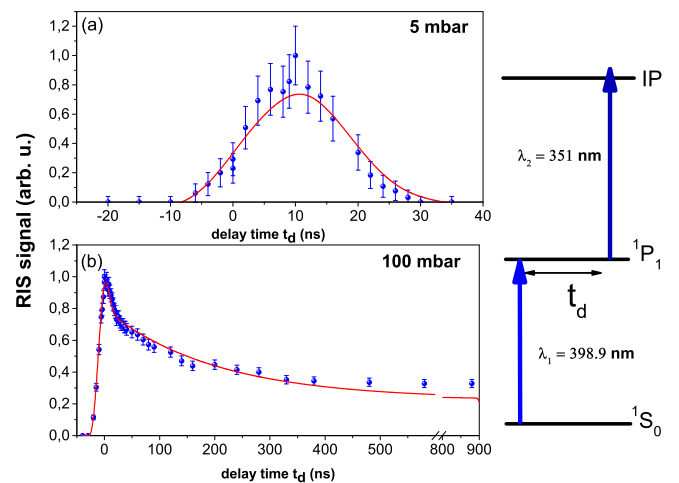 (a)
5 mbar
1,2
1,0
0,8
0,6
0,4
0,2
0,0
-20 -10 0 10 20 30 40
delay time t_d (ns)
RIS signal (arb. u.)
(b)
100 mbar
1,2
1,0
0,8
0,6
0,4
0,2
0,0
0 100 200 300 400 500 600 800 900
delay time t_d (ns)
IP
λ₂ = 351 nm
¹P₁
t_d
λ₁ = 398.9 nm
¹S₀